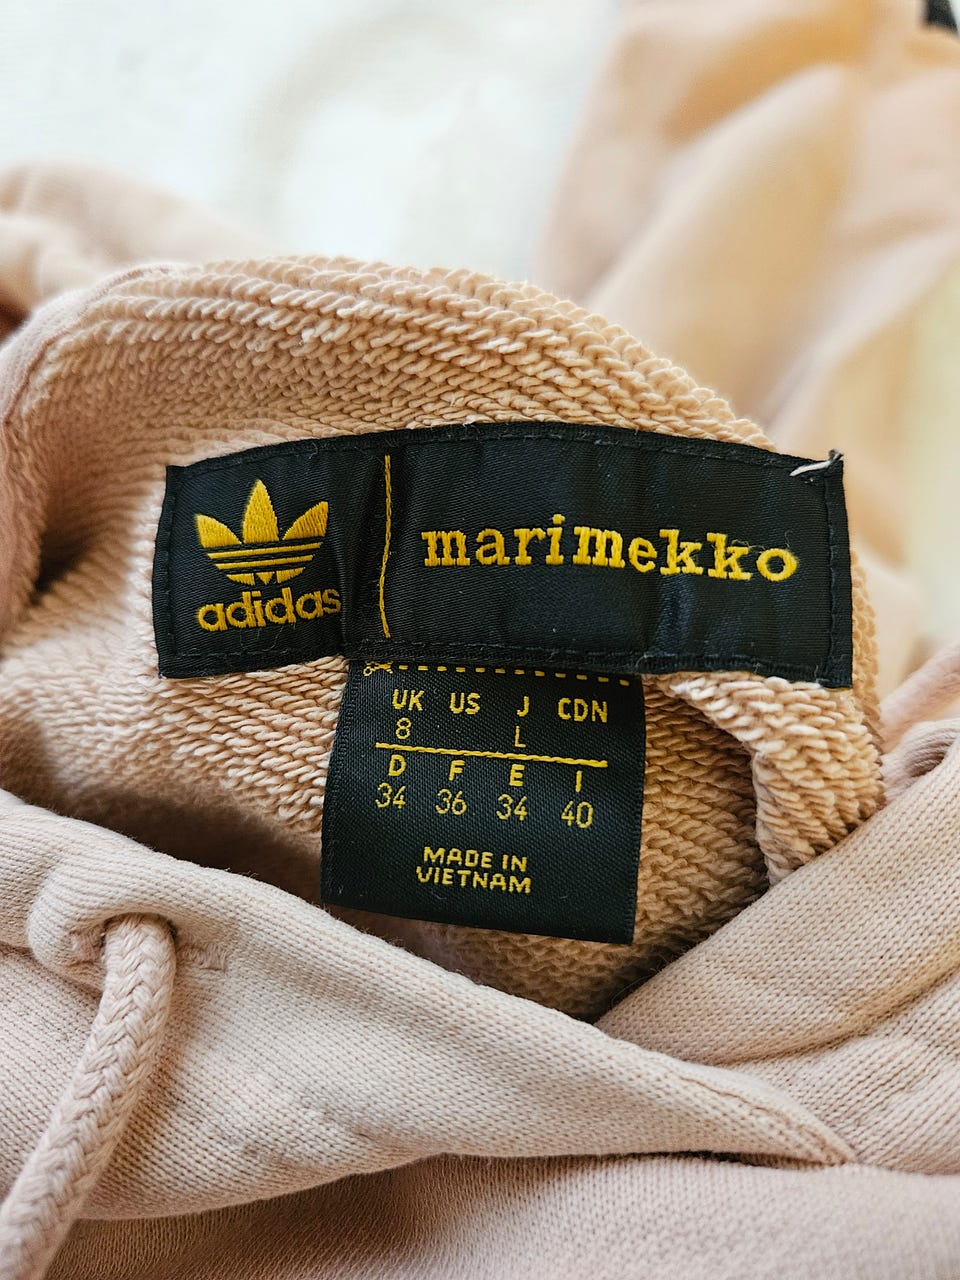 adidas
marimekko
UK US J CDN
8 L
D F E I
34 36 34 40
MADE IN
VIETNAM